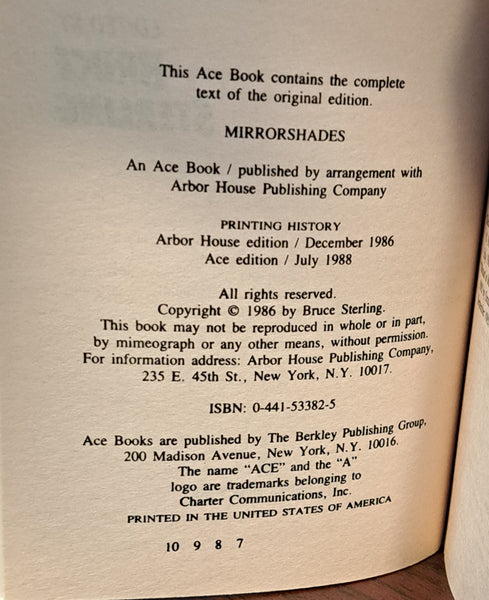 This Ace Book contains the complete
text of the original edition.
MIRRORSHADES
An Ace Book / published by arrangement with
Arbor House Publishing Company
PRINTING HISTORY
Arbor House edition / December 1986
Ace edition / July 1988
All rights reserved.
Copyright © 1986 by Bruce Sterling.
This book may not be reproduced in whole or in part,
by mimeograph or any other means, without permission.
For information address: Arbor House Publishing Company,
235 E. 45th St., New York, N.Y. 10017.
ISBN: 0-441-53382-5
Ace Books are published by The Berkley Publishing Group,
200 Madison Avenue, New York, N.Y. 10016.
The name "ACE" and the "A"
logo are trademarks belonging to
Charter Communications, Inc.
PRINTED IN THE UNITED STATES OF AMERICA
10 9 8 7